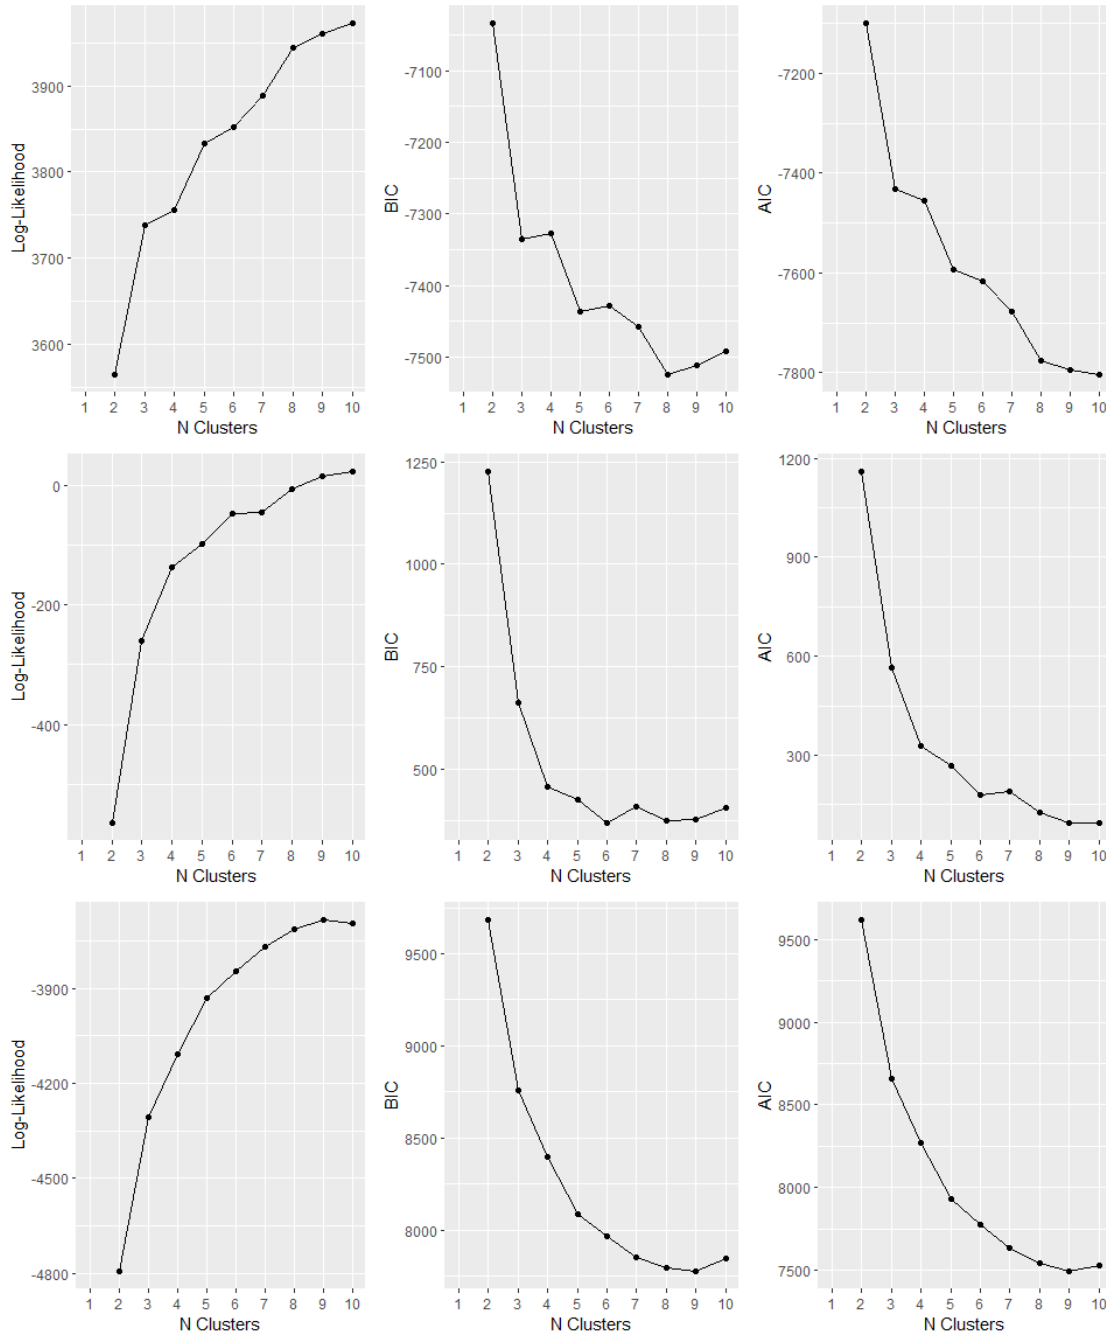 Log-Likelihood
3900
3800
3700
3600
1 2 3 4 5 6 7 8 9 10
N Clusters
BIC
-7100
-7200
-7300
-7400
-7500
1 2 3 4 5 6 7 8 9 10
N Clusters
AIC
-7200
-7400
-7600
-7800
1 2 3 4 5 6 7 8 9 10
N Clusters
Log-Likelihood
0
-200
-400
1 2 3 4 5 6 7 8 9 10
N Clusters
BIC
1250
1000
750
500
1 2 3 4 5 6 7 8 9 10
N Clusters
AIC
1200
900
600
300
1 2 3 4 5 6 7 8 9 10
N Clusters
Log-Likelihood
-3900
-4200
-4500
-4800
1 2 3 4 5 6 7 8 9 10
N Clusters
BIC
9500
9000
8500
8000
1 2 3 4 5 6 7 8 9 10
N Clusters
AIC
9500
9000
8500
8000
7500
1 2 3 4 5 6 7 8 9 10
N Clusters